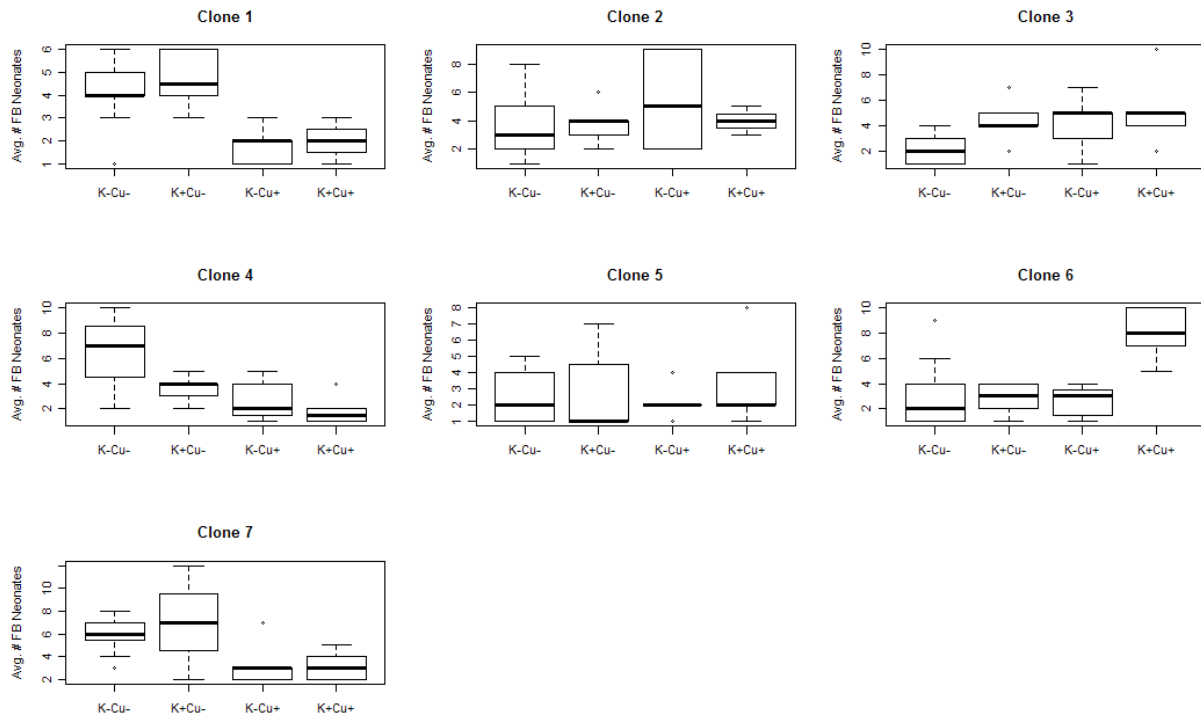 Clone 1
Avg. # FB Neonates
6
5
4
3
2
1
K-Cu-
K+Cu-
K-Cu+
K+Cu+
Clone 2
Avg. # FB Neonates
8
6
4
2
K-Cu-
K+Cu-
K-Cu+
K+Cu+
Clone 3
Avg. # FB Neonates
10
8
6
4
2
K-Cu-
K+Cu-
K-Cu+
K+Cu+
Clone 4
Avg. # FB Neonates
10
8
6
4
2
K-Cu-
K+Cu-
K-Cu+
K+Cu+
Clone 5
Avg. # FB Neonates
8
7
6
5
4
3
2
1
K-Cu-
K+Cu-
K-Cu+
K+Cu+
Clone 6
Avg. # FB Neonates
10
8
6
4
2
K-Cu-
K+Cu-
K-Cu+
K+Cu+
Clone 7
Avg. # FB Neonates
10
8
6
4
2
K-Cu-
K+Cu-
K-Cu+
K+Cu+